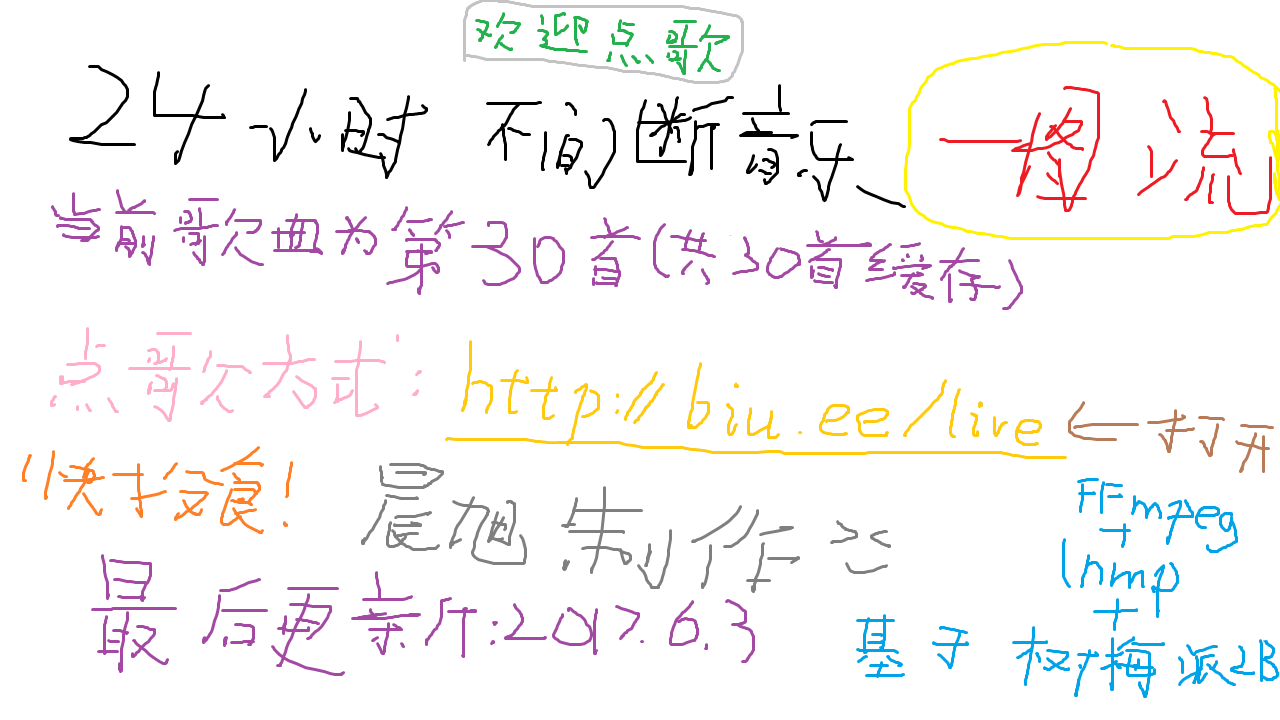 欢迎点歌
24小时 不间断音乐、 一图流
当前歌曲为第30首(共30首缓存)
点歌方式: http://biu.ee/live ←打开
快投食!
晨旭制作
FFmpeg
+
lnmp
+
最后更新:2017.6.3
基于 树梅派2B